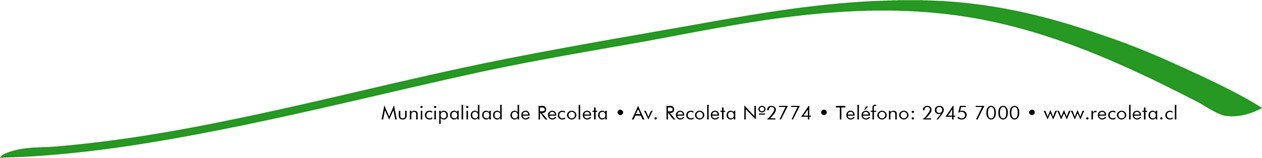 Municipalidad de Recoleta • Av. Recoleta Nº2774 • Teléfono: 2945 7000 • www.recoleta.cl